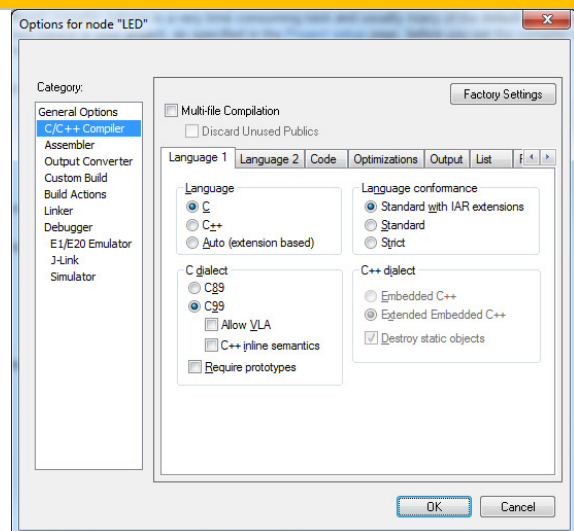 Options for node "LED"
Category:
General Options
C/C++ Compiler
Assembler
Output Converter
Custom Build
Build Actions
Linker
Debugger
E1/E20 Emulator
J-Link
Simulator
Factory Settings
Multi-file Compilation
Discard Unused Publics
Language 1 Language 2 Code Optimizations Output List
Language
C
C++
Auto (extension based)
Language conformance
Standard with IAR extensions
Standard
Strict
C dialect
C89
C99
Allow VLA
C++ inline semantics
Require prototypes
C++ dialect
Embedded C++
Extended Embedded C++
Destroy static objects
OK Cancel